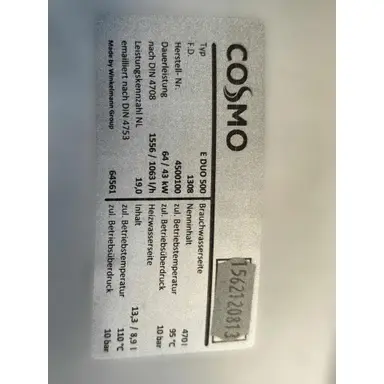 COSMO
Typ E DUO 500
F.D. 1308
Herstell- Nr. 4500100
Dauerleistung 64 / 43 kW
nach DIN 4708 1556 / 1063 l/h
Leistungskennzahl NL 19,0
emailliert nach DIN 4753 64561
Made by Winkelmann Group
1562120813
Brauchwasserseite
Nenninhalt 470 l
zul. Betriebstemperatur 95 °C
zul. Betriebsüberdruck 10 bar
Heizwasserseite
Inhalt 13,3 / 8,9 l
zul. Betriebstemperatur 110 °C
zul. Betriebsüberdruck 10 bar